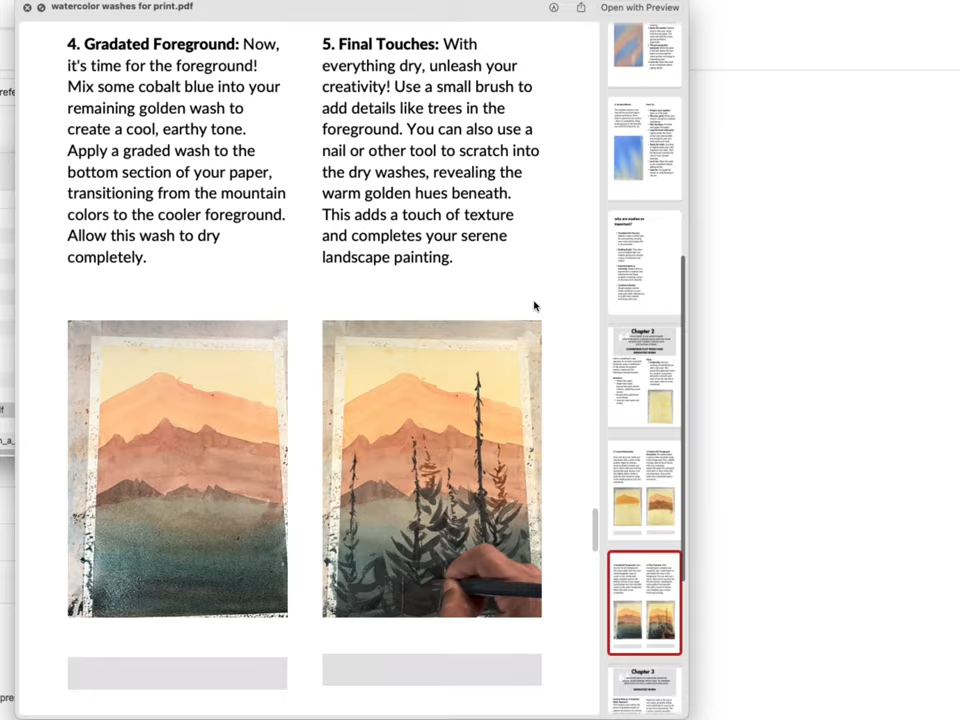 watercolor washes for print.pdf
Open with Preview
4. Gradated Foreground: Now,
it's time for the foreground!
Mix some cobalt blue into your
remaining golden wash to
create a cool, earthy tone.
Apply a graded wash to the
bottom section of your paper,
transitioning from the mountain
colors to the cooler foreground.
Allow this wash to dry
completely.
5. Final Touches: With
everything dry, unleash your
creativity! Use a small brush to
add details like trees in the
foreground. You can also use a
nail or other tool to scratch into
the dry washes, revealing the
warm golden hues beneath.
This adds a touch of texture
and completes your serene
landscape painting.
why are washes so
important?
Chapter 2
Chapter 3